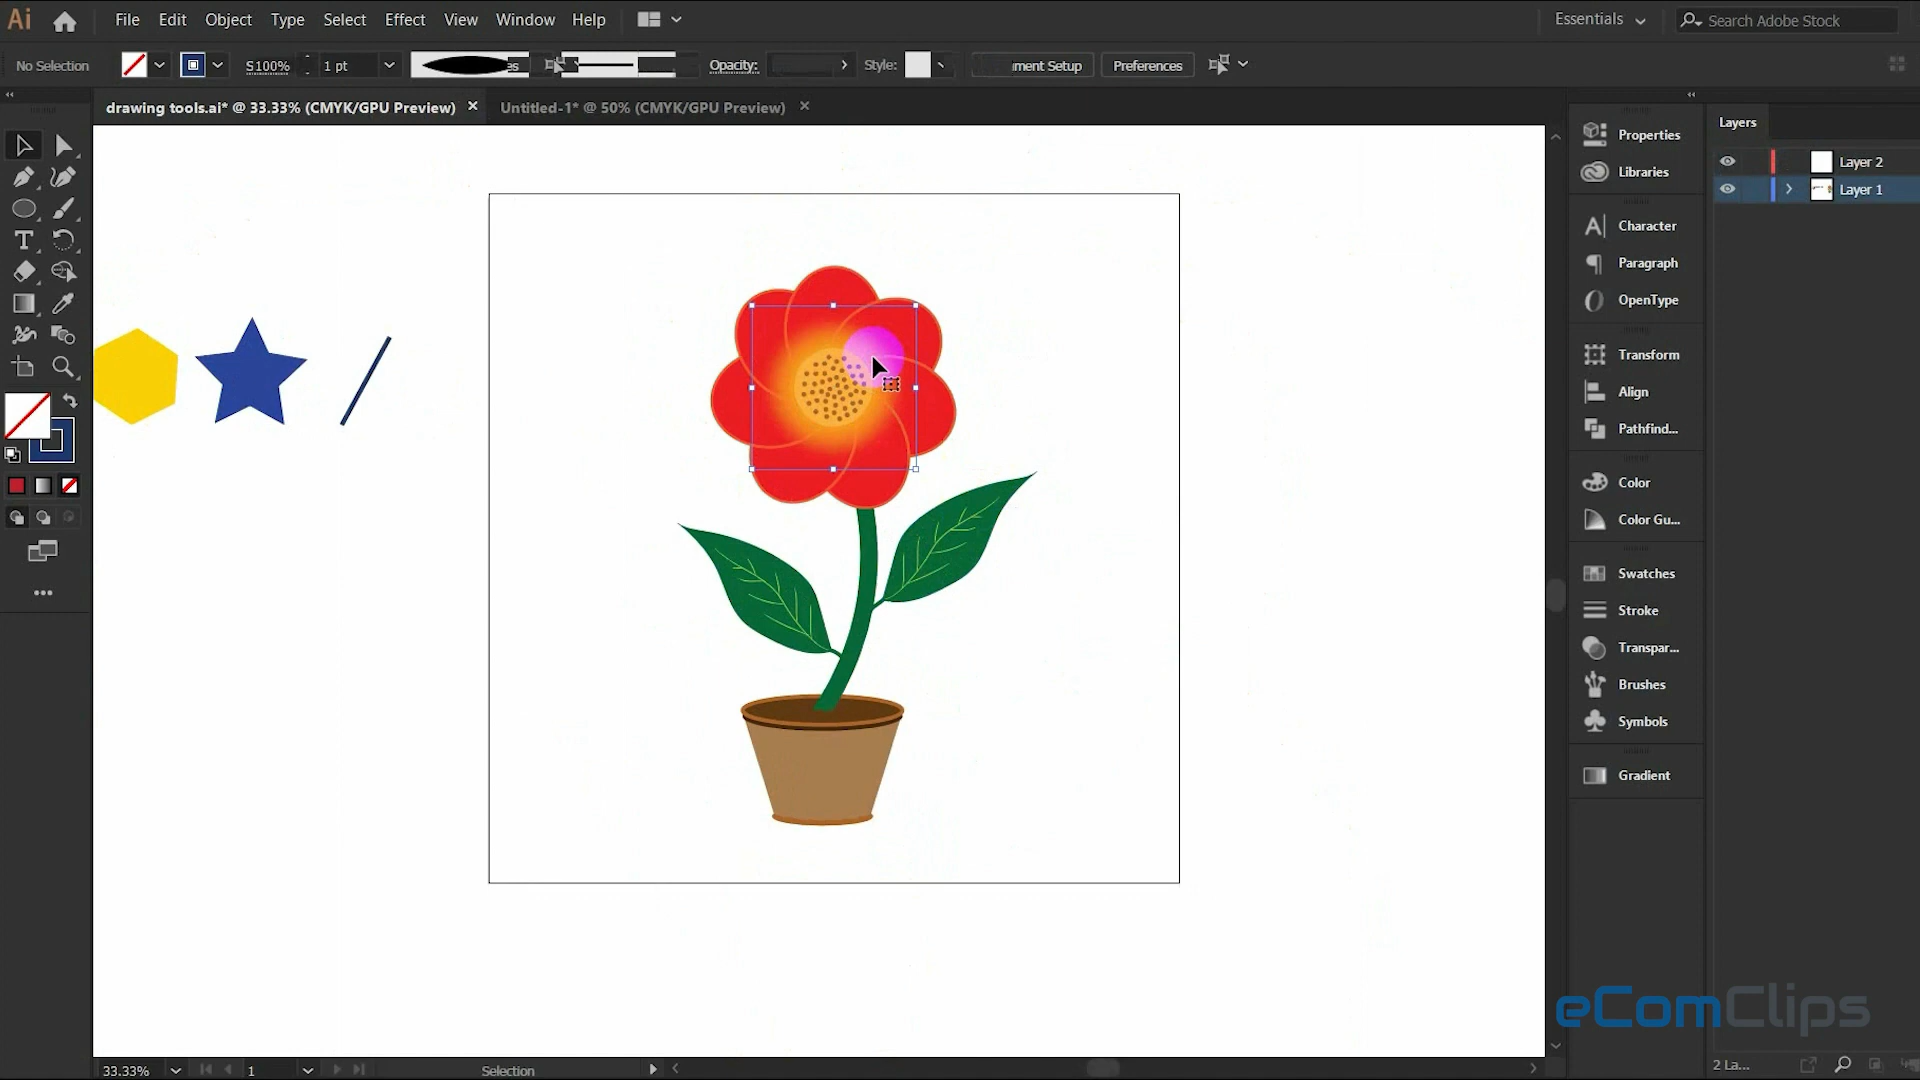 Ai File Edit Object Type Select Effect View Window Help Essentials Search Adobe Stock
No Selection S100% 1 pt es Opacity: Style: ment Setup Preferences
drawing tools.ai* @ 33.33% (CMYK/GPU Preview) × Untitled-1* @ 50% (CMYK/GPU Preview) ×
Properties
Libraries
Character
Paragraph
OpenType
Transform
Align
Pathfind...
Color
Color Gu...
Swatches
Stroke
Transpar...
Brushes
Symbols
Gradient
Layers
Layer 2
Layer 1
eComClips
33.33% 1 Selection
2 La...